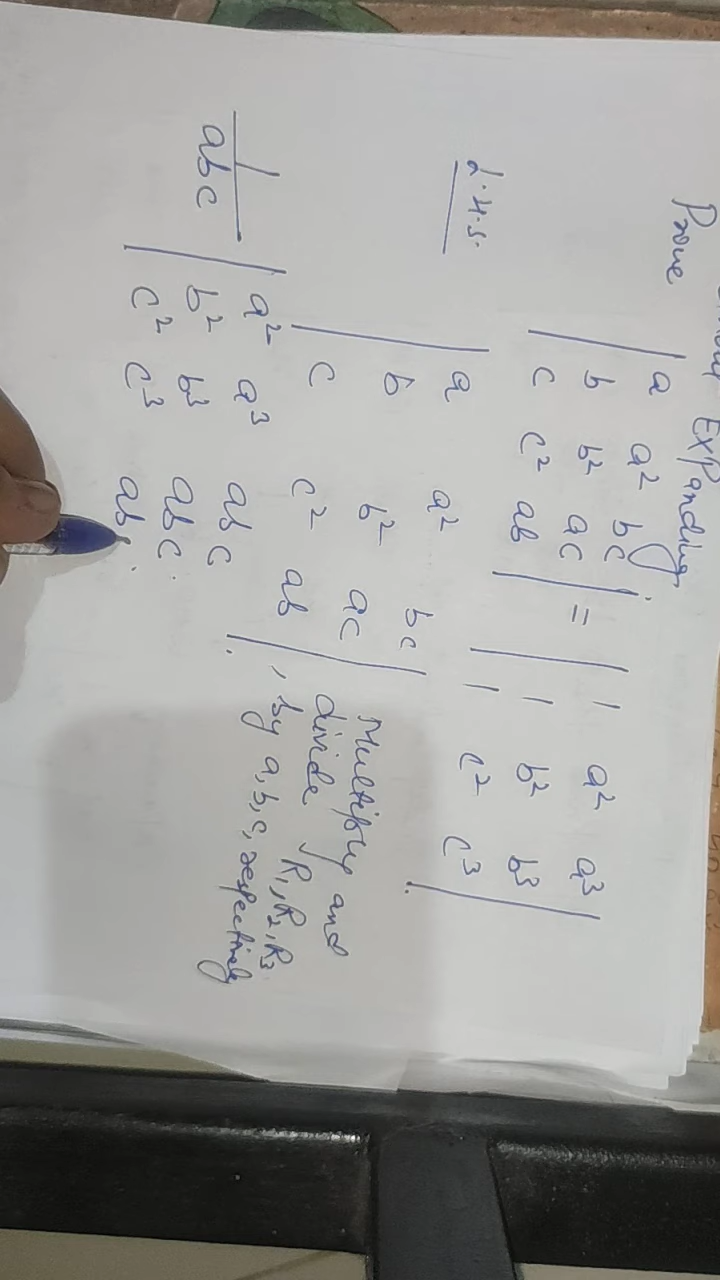 Expanding
Prove
| a a² bc | = | 1 a² a³ |
| b b² ac | | 1 b² b³ |
| c c² ab | | 1 c² c³ | .
L.H.S.
| a a² bc |
| b b² ac |
| c c² ab | ,
Multiply and
divide R₁, R₂, R₃
by a, b, c, respectively
1
abc
| a² a³ abc |
| b² b³ abc
| c² c³ ab